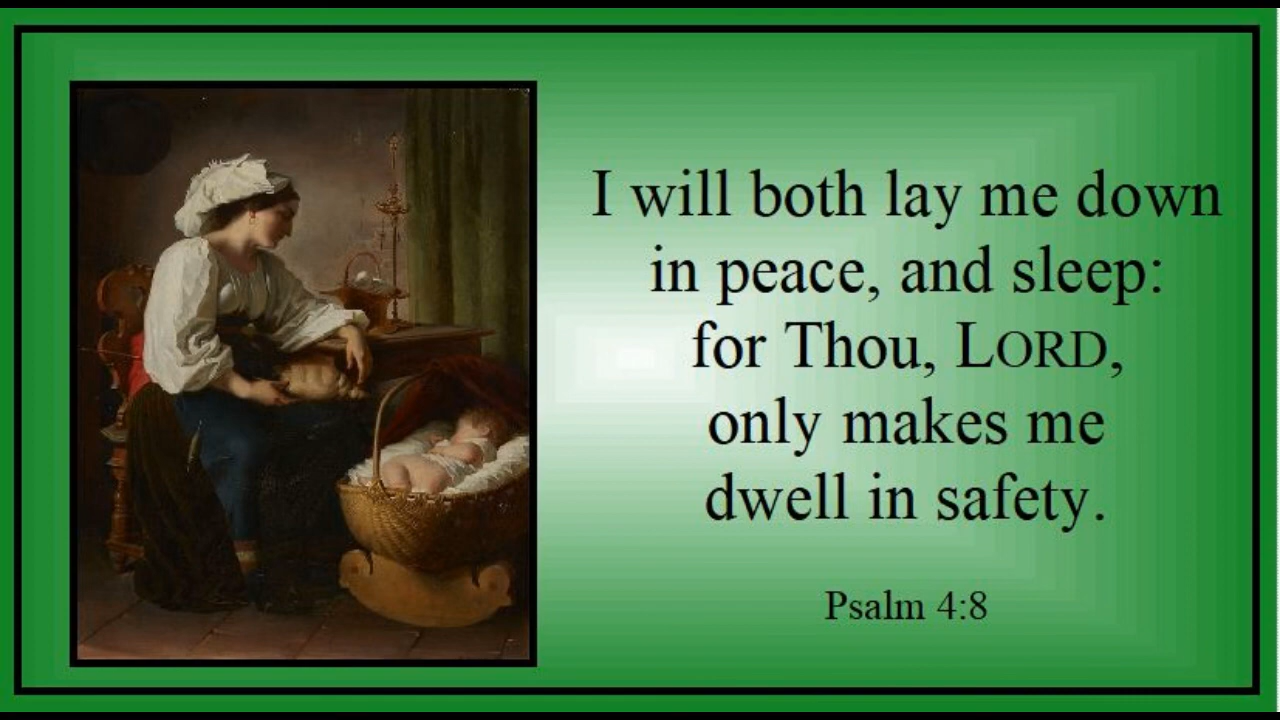 I will both lay me down
in peace, and sleep:
for Thou, LORD,
only makes me
dwell in safety.
Psalm 4:8